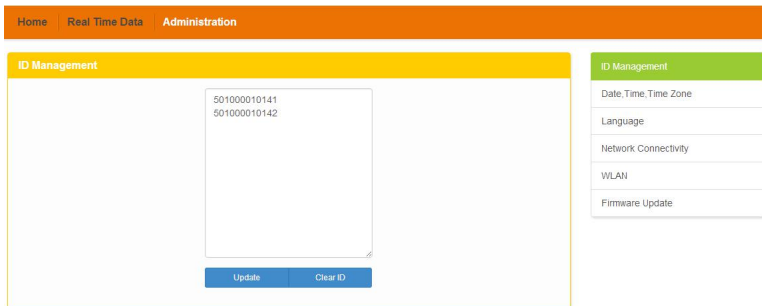 Home Real Time Data Administration
ID Management
501000010141
501000010142
Update Clear ID
ID Management
Date,Time,Time Zone
Language
Network Connectivity
WLAN
Firmware Update